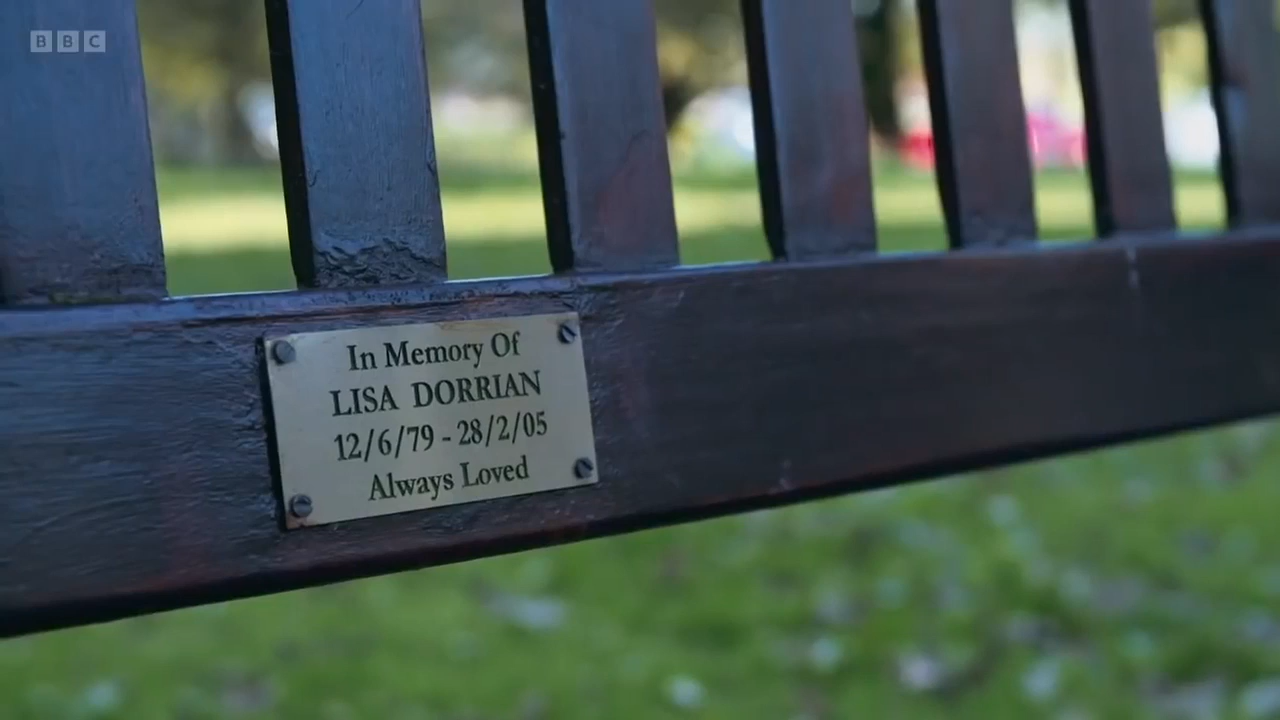 BBC
In Memory Of
LISA DORRIAN
12/6/79 - 28/2/05
Always Loved